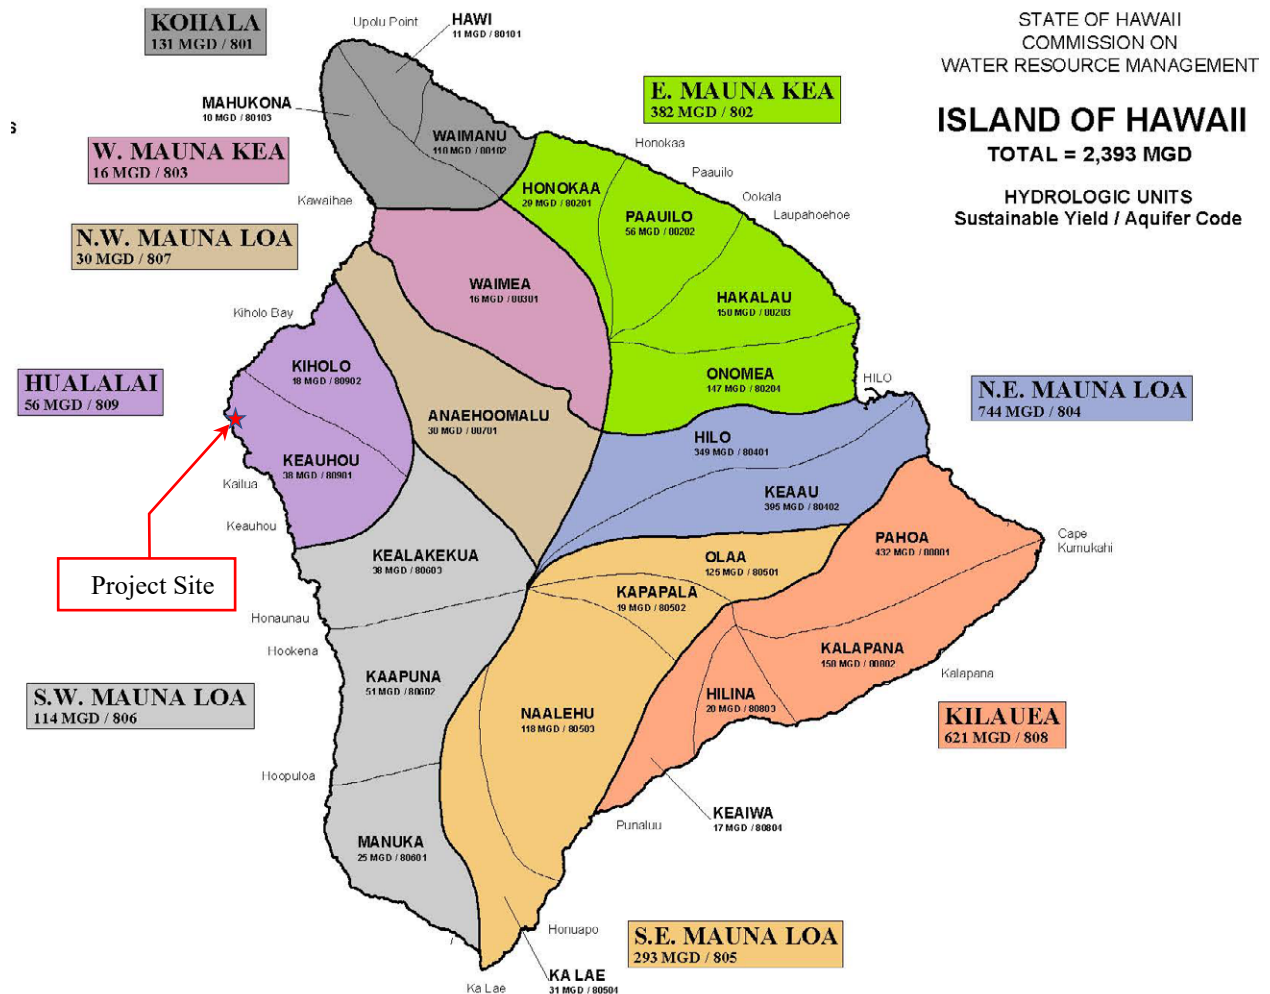 STATE OF HAWAII
COMMISSION ON
WATER RESOURCE MANAGEMENT
ISLAND OF HAWAII
TOTAL = 2,393 MGD
HYDROLOGIC UNITS
Sustainable Yield / Aquifer Code
KOHALA
131 MGD / 801
Upolu Point
HAWI
11 MGD / 80101
MAHUKONA
10 MGD / 80103
WAIMANU
110 MGD / 80102
E. MAUNA KEA
382 MGD / 802
s
W. MAUNA KEA
16 MGD / 803
Kawaihae
Honokaa
Paauilo
Ookala
Laupahoehoe
HONOKAA
29 MGD / 80201
PAAUILO
56 MGD / 80202
HAKALAU
150 MGD / 80203
ONOMEA
147 MGD / 80204
N.W. MAUNA LOA
30 MGD / 807
WAIMEA
16 MGD / 80301
Kiholo Bay
KIHOLO
18 MGD / 80902
HUALALAI
56 MGD / 809
ANAEHOOMALU
30 MGD / 80701
HILO
N.E. MAUNA LOA
744 MGD / 804
HILO
349 MGD / 80401
KEAAU
395 MGD / 80402
KEAUHOU
38 MGD / 80901
Kailua
Keauhou
Project Site
KEALAKEKUA
38 MGD / 80603
OLAA
125 MGD / 80501
KAPAPALA
19 MGD / 80502
PAHOA
432 MGD / 80801
Cape
Kumukahi
Honaunau
Hookena
KAAPUNA
51 MGD / 80602
KALAPANA
158 MGD / 80802
Kalapana
S.W. MAUNA LOA
114 MGD / 806
NAALEHU
118 MGD / 80503
HILINA
20 MGD / 80803
KILAUEA
621 MGD / 808
Hoopuloa
Punaluu
KEAIWA
17 MGD / 80804
MANUKA
25 MGD / 80601
Honuapo
S.E. MAUNA LOA
293 MGD / 805
Ka Lae
KA LAE
31 MGD / 80504